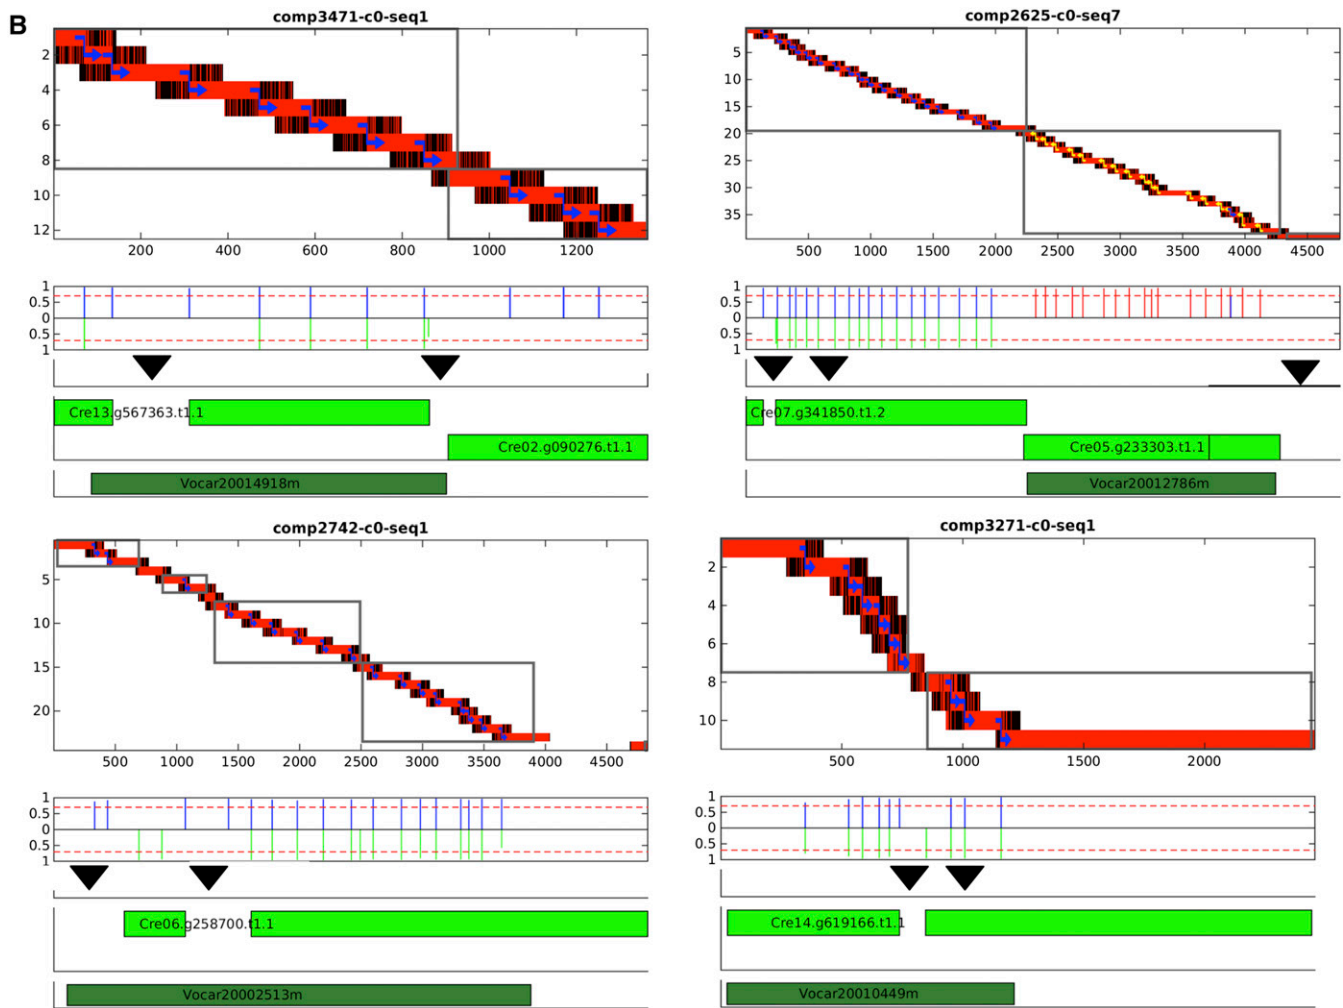 B
comp3471-c0-seq1
2
4
6
8
10
12
200 400 600 800 1000 1200
1
0.5
0
0.5
1
Cre13.g567363.t1.1
Cre02.g090276.t1.1
Vocar20014918m
comp2625-c0-seq7
5
10
15
20
25
30
35
500 1000 1500 2000 2500 3000 3500 4000 4500
1
0.5
0
0.5
1
Cre07.g341850.t1.2
Cre05.g233303.t1.1
Vocar20012786m
comp2742-c0-seq1
5
10
15
20
500 1000 1500 2000 2500 3000 3500 4000 4500
1
0.5
0
0.5
1
Cre06.g258700.t1.1
Vocar20002513m
comp3271-c0-seq1
2
4
6
8
10
500 1000 2000
1
0.5
0
0.5
1
Cre14.g619166.t1.1
Vocar20010449m